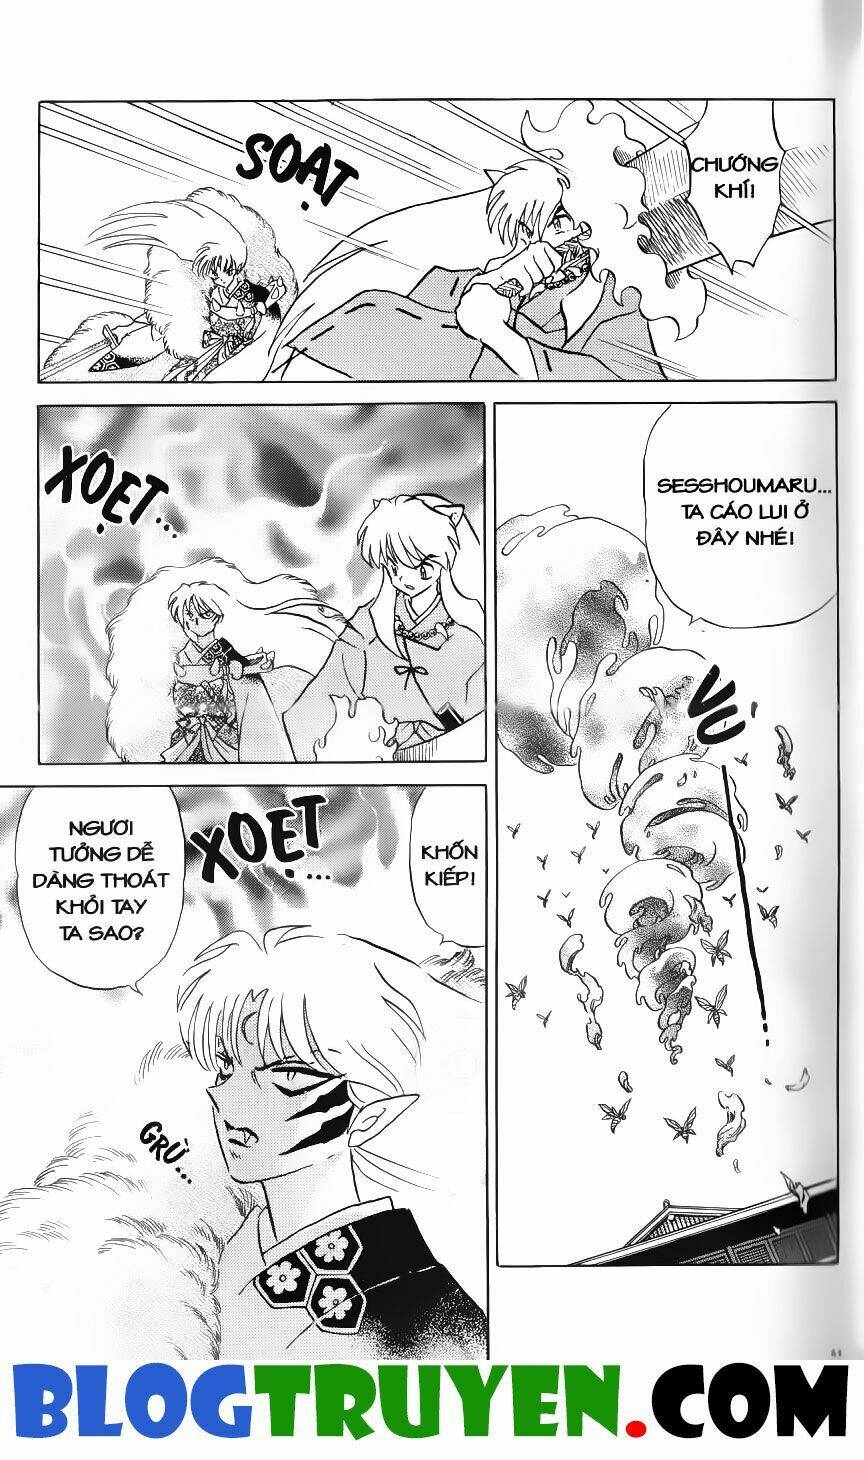 CHƯỚNG
KHÍ!
SOẠT
SESSHOUMARU...
TA CÁO LUI Ở
ĐÂY NHÉ!
VU
XOẸT...
KHỐN
KIẾP!
XOẸT...
NGƯƠI
TƯỞNG DỄ
DÀNG THOÁT
KHỎI TAY
TA SAO?
GRỪ...
BLOGTRUYEN.COM